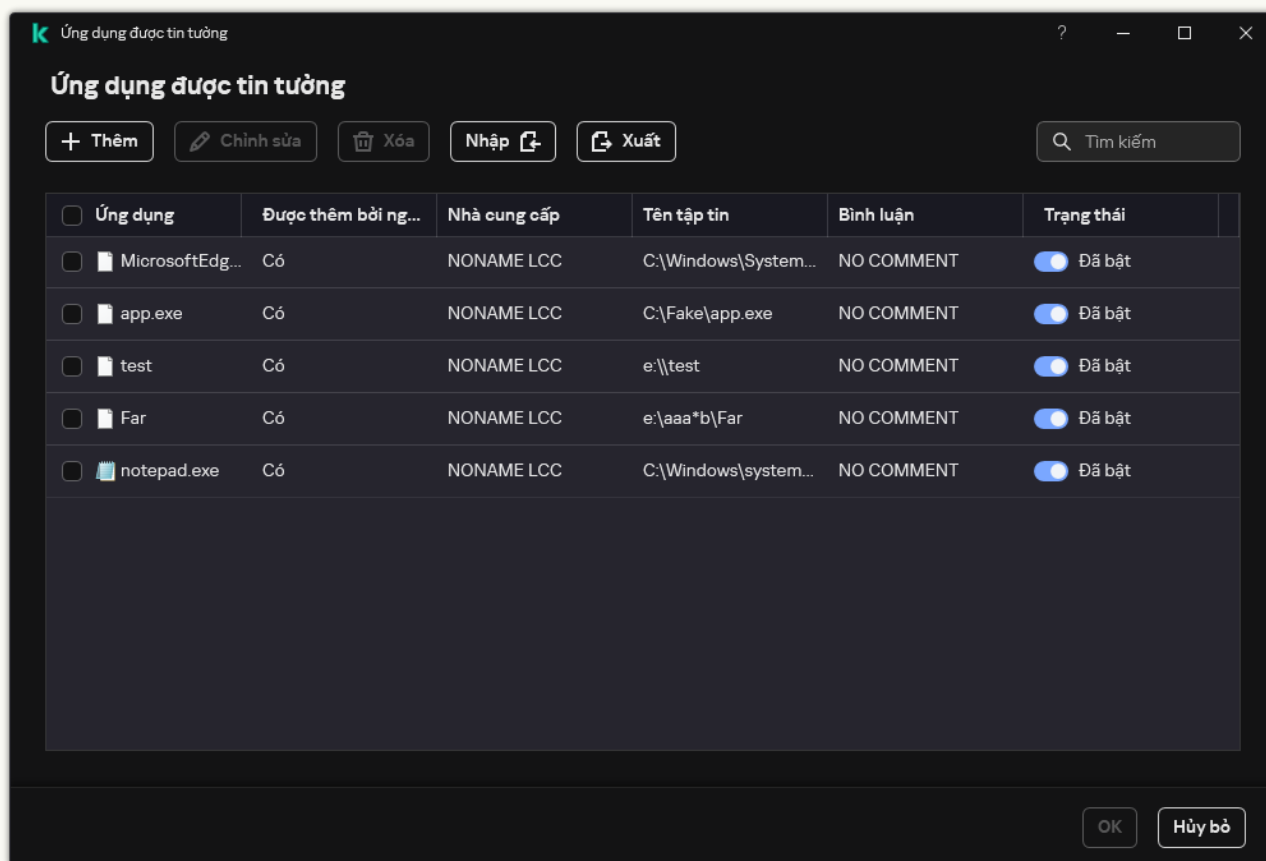 Ứng dụng được tin tưởng
?
Ứng dụng được tin tưởng
Thêm Chỉnh sửa Xóa Nhập Xuất Tìm kiếm
Ứng dụng Được thêm bởi ng... Nhà cung cấp Tên tập tin Bình luận Trạng thái
MicrosoftEdg... Có NONAME LCC C:\Windows\System... NO COMMENT Đã bật
app.exe Có NONAME LCC C:\Fake\app.exe NO COMMENT Đã bật
test Có NONAME LCC e:\\test NO COMMENT Đã bật
Far Có NONAME LCC e:\aaa*b\Far NO COMMENT Đã bật
notepad.exe Có NONAME LCC C:\Windows\system... NO COMMENT Đã bật
OK Hủy bỏ